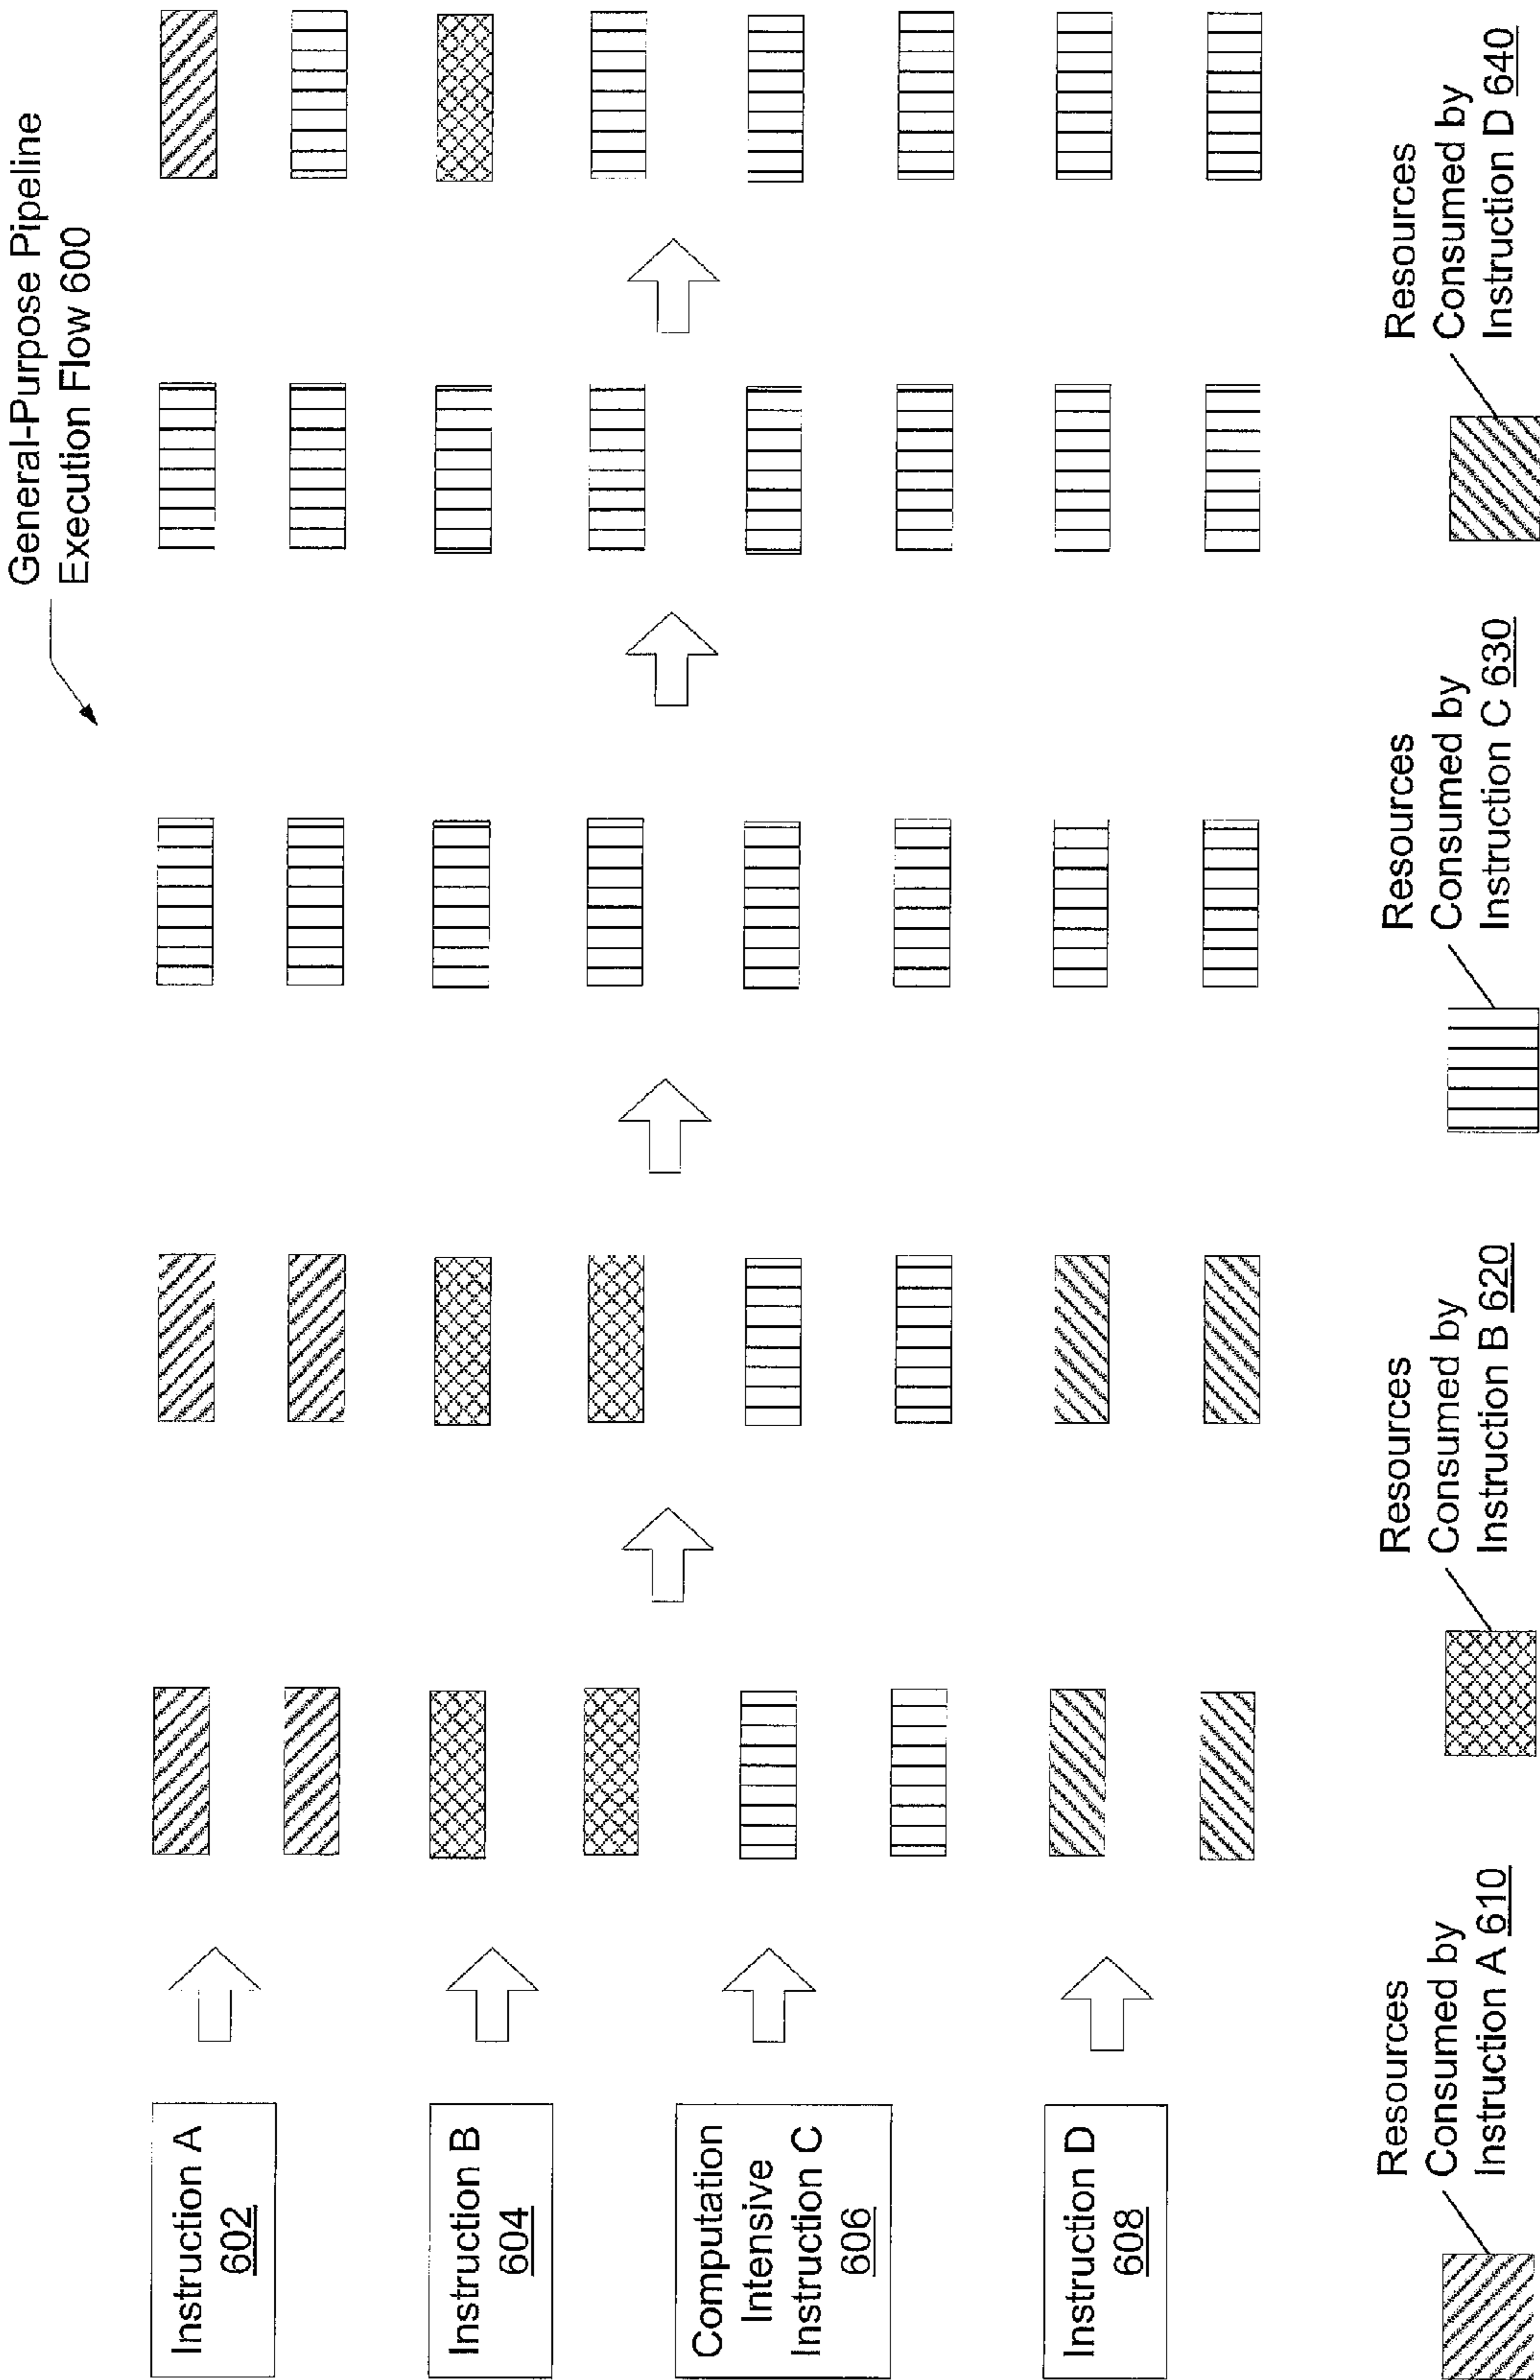 General-Purpose Pipeline
Execution Flow 600
Instruction A
602
Instruction B
604
Computation
Intensive
Instruction C
606
Instruction D
608
Resources
Consumed by
Instruction A 610
Resources
Consumed by
Instruction B 620
Resources
Consumed by
Instruction C 630
Resources
Consumed by
Instruction D 640